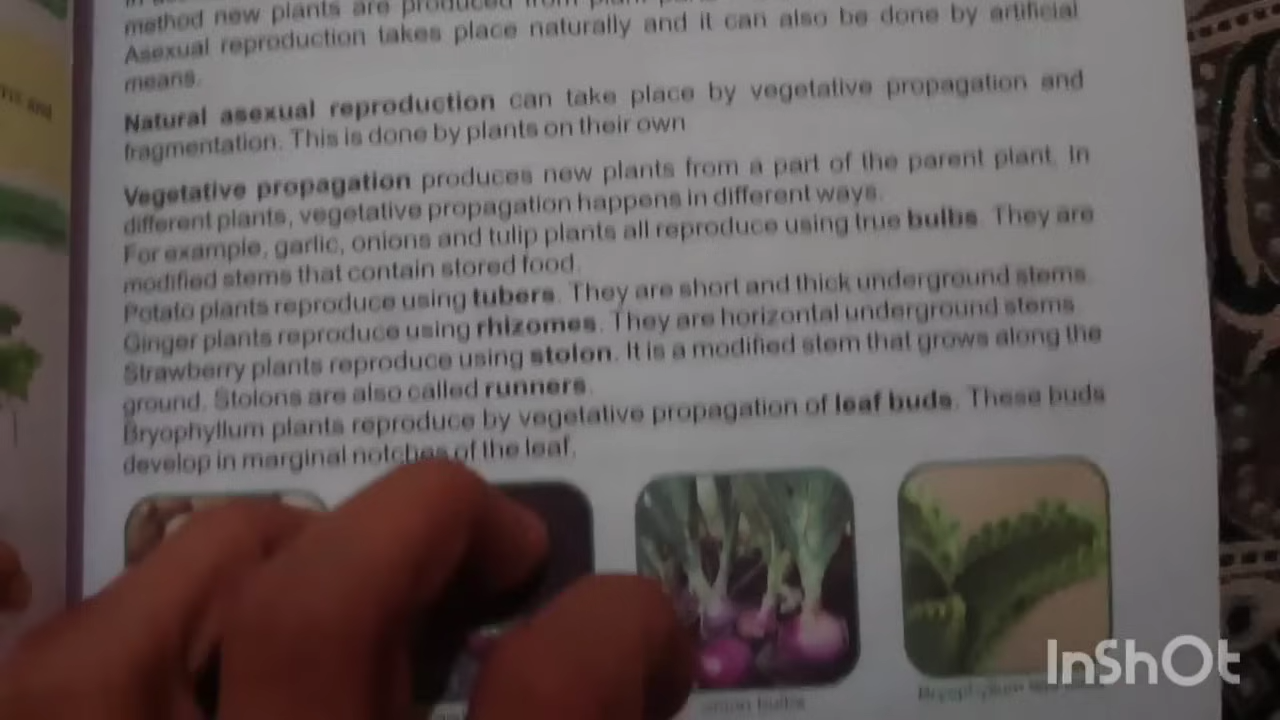 method new plants are produced from plant
Asexual reproduction takes place naturally and it can also be done by artificial
means.
Natural asexual reproduction can take place by vegetative propagation and
fragmentation. This is done by plants on their own
Vegetative propagation produces new plants from a part of the parent plant. In
different plants, vegetative propagation happens in different ways.
For example, garlic, onions and tulip plants all reproduce using true bulbs. They are
modified stems that contain stored food.
Potato plants reproduce using tubers. They are short and thick underground stems.
Ginger plants reproduce using rhizomes. They are horizontal underground stems.
Strawberry plants reproduce using stolon. It is a modified stem that grows along the
ground. Stolons are also called runners.
Bryophyllum plants reproduce by vegetative propagation of leaf buds. These buds
develop in marginal notches of the leaf.
onion bulbs
Bryophyllum
and
InShOt